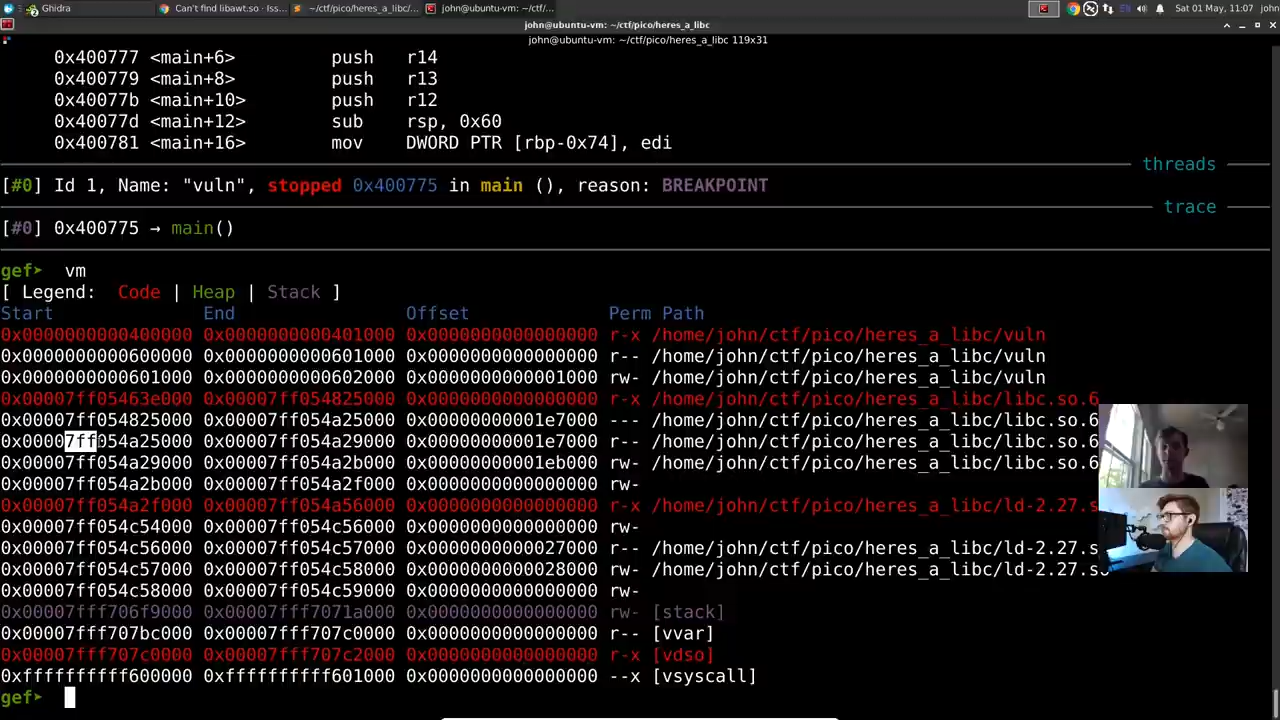 Ghidra
Can't find libawt.so · Iss...
~/ctf/pico/heres_a_libc/...
john@ubuntu-vm: ~/ctf/...
Sat 01 May, 11:07 john
john@ubuntu-vm: ~/ctf/pico/heres_a_libc
john@ubuntu-vm: ~/ctf/pico/heres_a_libc 119x31
0x400777 <main+6> push r14
0x400779 <main+8> push r13
0x40077b <main+10> push r12
0x40077d <main+12> sub rsp, 0x60
0x400781 <main+16> mov DWORD PTR [rbp-0x74], edi
threads
[#0] Id 1, Name: "vuln", stopped 0x400775 in main (), reason: BREAKPOINT
trace
[#0] 0x400775 → main()
gef➤ vm
[ Legend: Code | Heap | Stack ]
Start End Offset Perm Path
0x0000000000400000 0x0000000000401000 0x0000000000000000 r-x /home/john/ctf/pico/heres_a_libc/vuln
0x0000000000600000 0x0000000000601000 0x0000000000000000 r-- /home/john/ctf/pico/heres_a_libc/vuln
0x0000000000601000 0x0000000000602000 0x0000000000001000 rw- /home/john/ctf/pico/heres_a_libc/vuln
0x00007ff05463e000 0x00007ff054825000 0x0000000000000000 r-x /home/john/ctf/pico/heres_a_libc/libc.so.6
0x00007ff054825000 0x00007ff054a25000 0x00000000001e7000 --- /home/john/ctf/pico/heres_a_libc/libc.so.6
0x00007ff054a25000 0x00007ff054a29000 0x00000000001e7000 r-- /home/john/ctf/pico/heres_a_libc/libc.so.6
0x00007ff054a29000 0x00007ff054a2b000 0x00000000001eb000 rw- /home/john/ctf/pico/heres_a_libc/libc.so.6
0x00007ff054a2b000 0x00007ff054a2f000 0x0000000000000000 rw-
0x00007ff054a2f000 0x00007ff054a56000 0x0000000000000000 r-x /home/john/ctf/pico/heres_a_libc/ld-2.27.s
0x00007ff054c54000 0x00007ff054c56000 0x0000000000000000 rw-
0x00007ff054c56000 0x00007ff054c57000 0x0000000000027000 r-- /home/john/ctf/pico/heres_a_libc/ld-2.27.s
0x00007ff054c57000 0x00007ff054c58000 0x0000000000028000 rw- /home/john/ctf/pico/heres_a_libc/ld-2.27.so
0x00007ff054c58000 0x00007ff054c59000 0x0000000000000000 rw-
0x00007fff706f9000 0x00007fff7071a000 0x0000000000000000 rw- [stack]
0x00007fff707bc000 0x00007fff707c0000 0x0000000000000000 r-- [vvar]
0x00007fff707c0000 0x00007fff707c2000 0x0000000000000000 r-x [vdso]
0xffffffffff600000 0xffffffffff601000 0x0000000000000000 --x [vsyscall]
gef➤